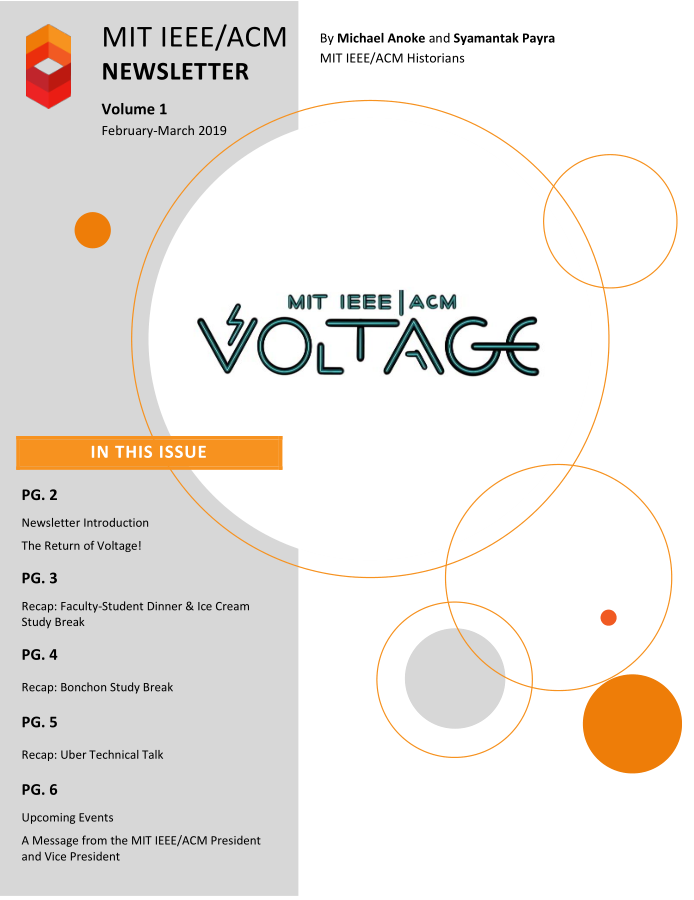 MIT IEEE/ACM
NEWSLETTER
Volume 1
February-March 2019
By Michael Anoke and Syamantak Payra
MIT IEEE/ACM Historians
MIT IEEE|ACM
VOLTAGE
IN THIS ISSUE
PG. 2
Newsletter Introduction
The Return of Voltage!
PG. 3
Recap: Faculty-Student Dinner & Ice Cream
Study Break
PG. 4
Recap: Bonchon Study Break
PG. 5
Recap: Uber Technical Talk
PG. 6
Upcoming Events
A Message from the MIT IEEE/ACM President
and Vice President